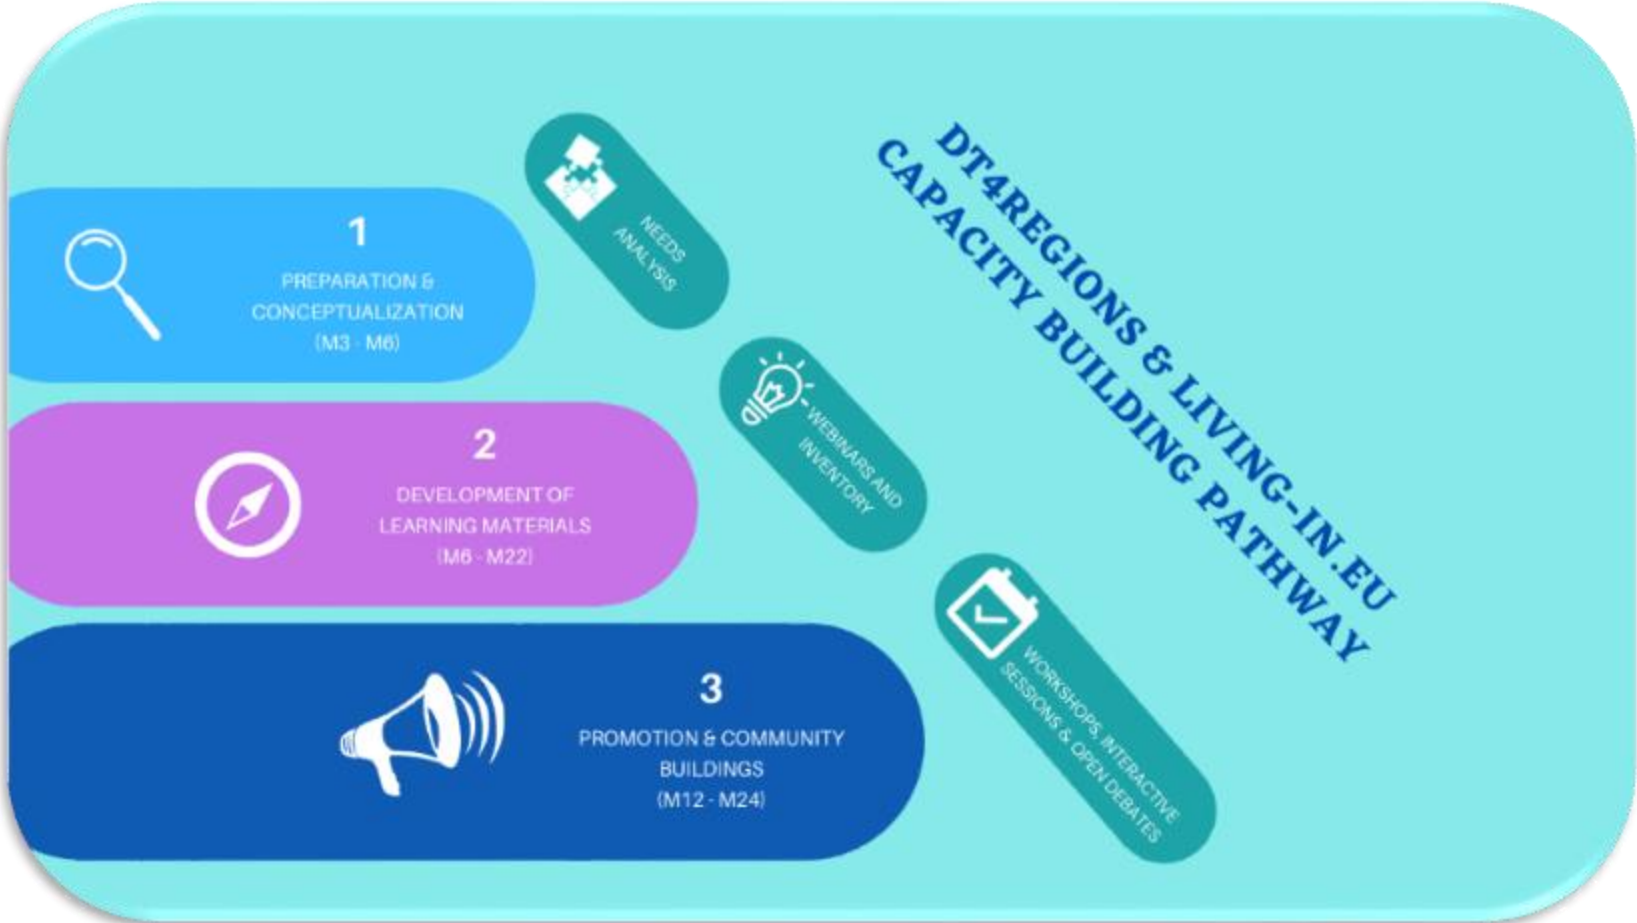 DT4REGIONS & LIVING-IN.EU
CAPACITY BUILDING PATHWAY
1
PREPARATION &
CONCEPTUALIZATION
(M3 - M6)
NEEDS
ANALYSIS
2
DEVELOPMENT OF
LEARNING MATERIALS
(M6 - M22)
WEBINARS AND
INVENTORY
3
PROMOTION & COMMUNITY
BUILDINGS
(M12 - M24)
WORKSHOPS, INTERACTIVE
SESSIONS & OPEN DEBATES